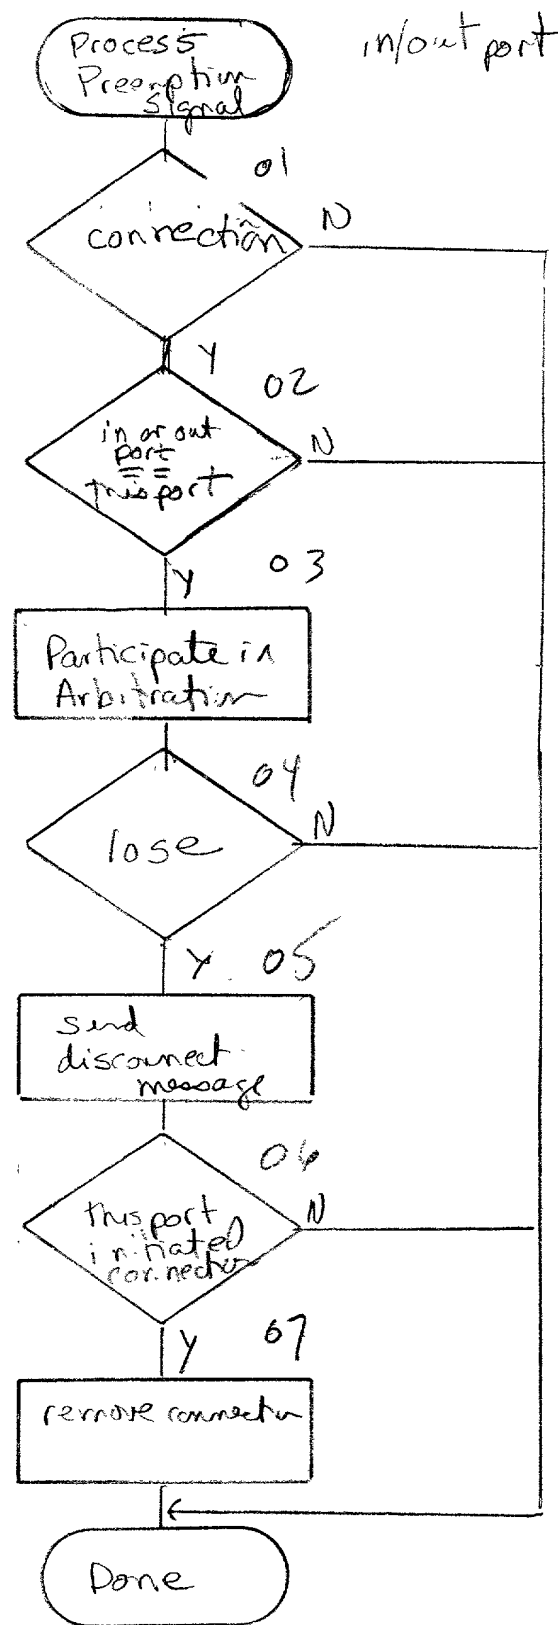 Process
Preemption
Signal
in/out port
01
connection
N
Y
02
in or out
port
==
this port
N
Y
03
Participate in
Arbitration
04
lose
N
Y
05
send
disconnect
message
06
this port
initiated
connection
N
Y
07
remove connection
Done